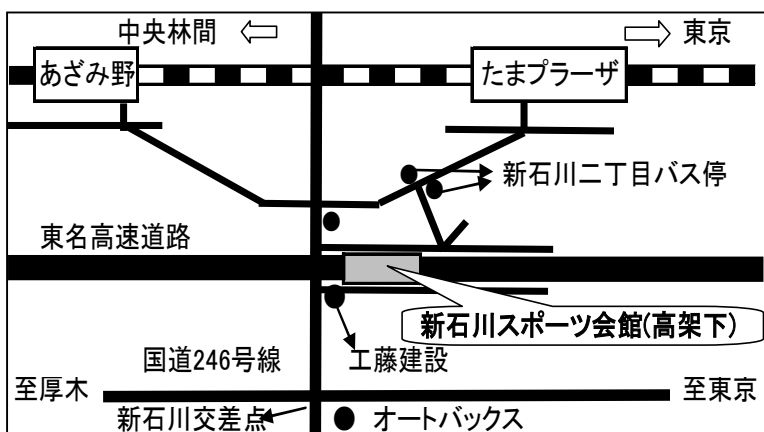 中央林間
東京
あざみ野
たまプラーザ
新石川二丁目バス停
東名高速道路
新石川スポーツ会館(高架下)
国道246号線
工藤建設
至厚木
至東京
新石川交差点
オートバックス